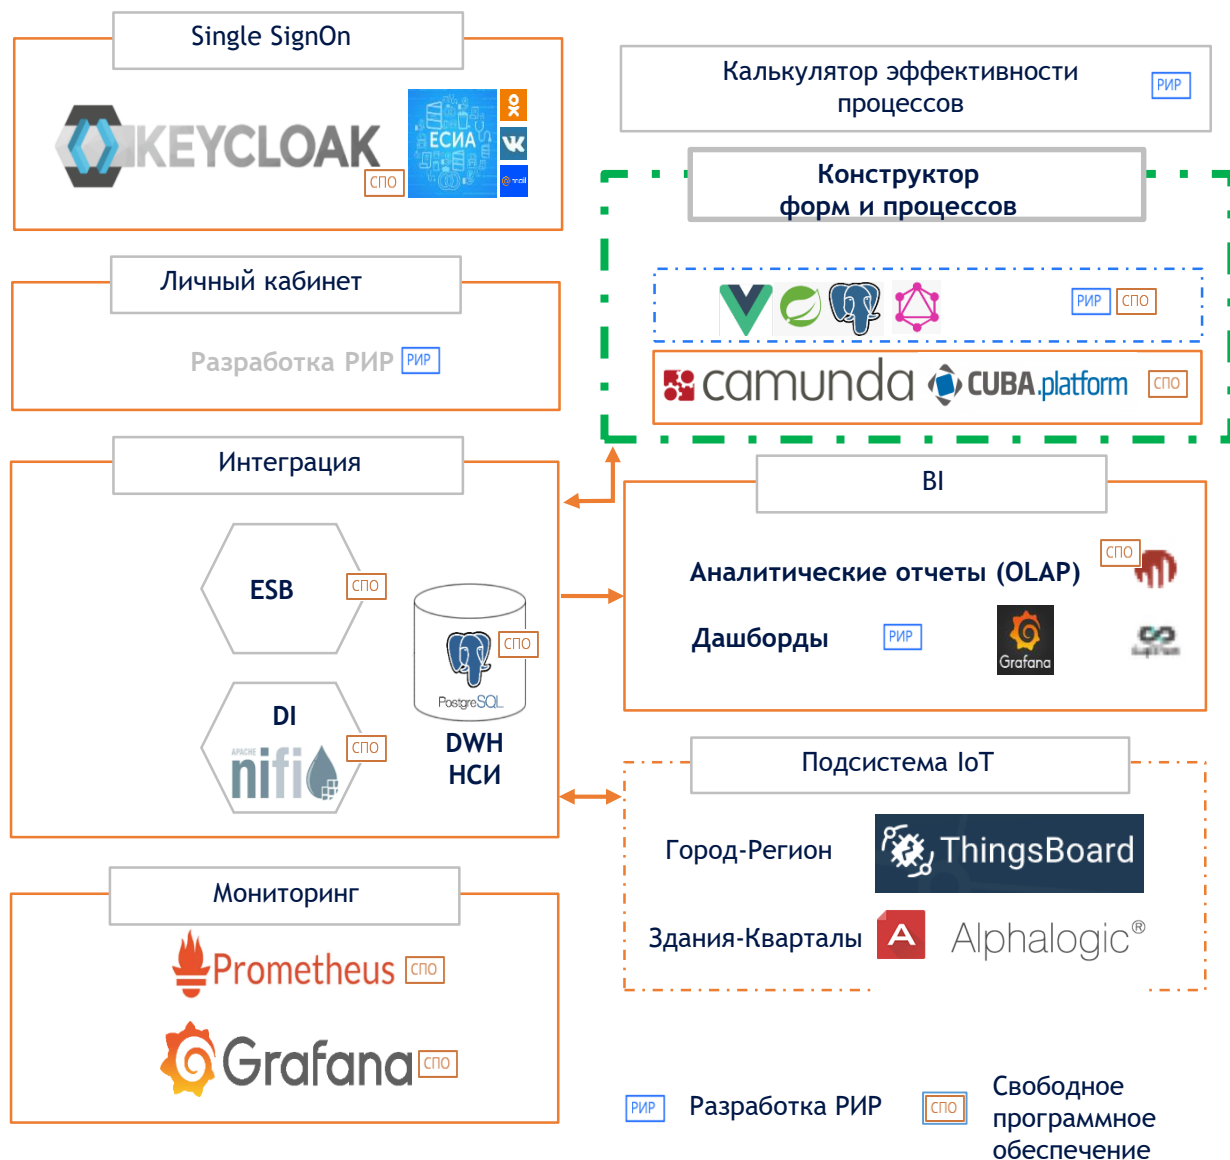 Single SignOn
KEYCLOAK
СПО
ЕСИА
mail
Калькулятор эффективности
процессов
РИР
Конструктор
форм и процессов
РИР
СПО
camunda
CUBA.platform
СПО
Личный кабинет
Разработка РИР
РИР
Интеграция
ESB
СПО
DI
APACHE
nifi
СПО
СПО
PostgreSQL
DWH
НСИ
BI
Аналитические отчеты (OLAP)
СПО
Дашборды
РИР
Grafana
Подсистема IoT
Город-Регион
ThingsBoard
Здания-Кварталы
A
Alphalogic®
Мониторинг
Prometheus
СПО
Grafana
СПО
РИР
Разработка РИР
СПО
Свободное
программное
обеспечение